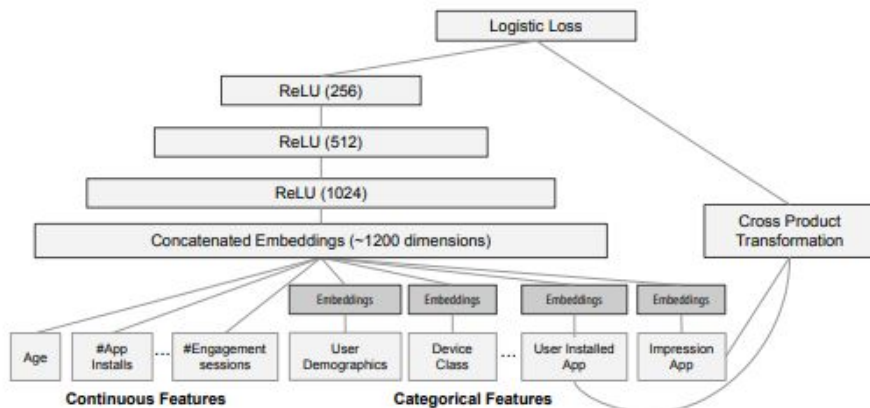 Logistic Loss
ReLU (256)
ReLU (512)
ReLU (1024)
Concatenated Embeddings (~1200 dimensions)
Cross Product
Transformation
Embeddings
Embeddings
Embeddings
Embeddings
Age
#App
Installs
#Engagement
sessions
User
Demographics
Device
Class
User Installed
App
Impression
App
Continuous Features
Categorical Features